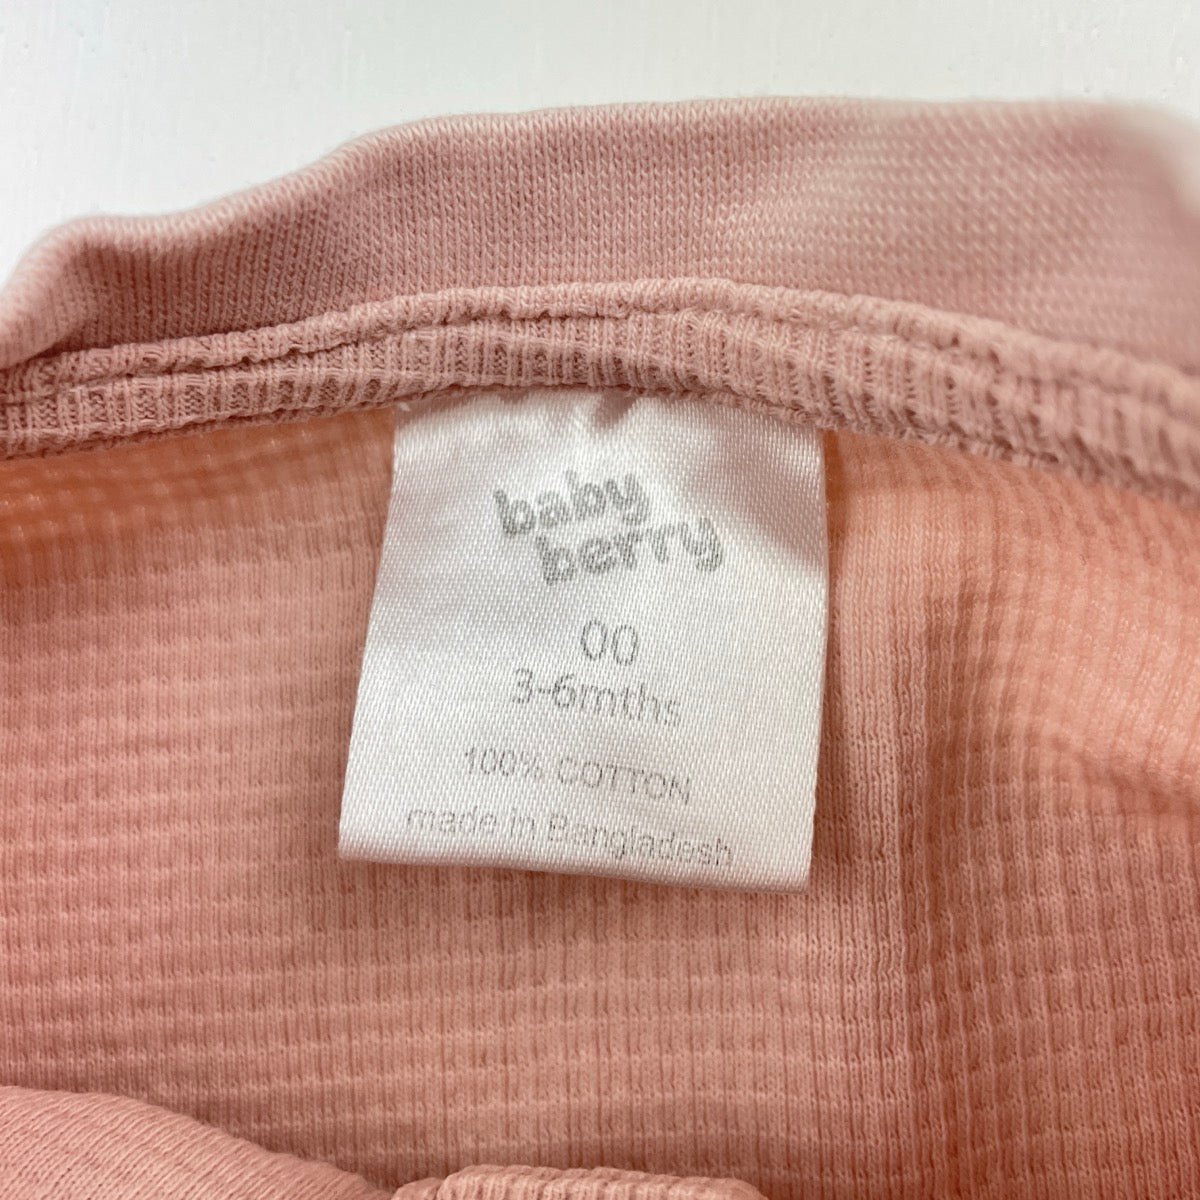 baby
berry
00
3-6mths
100% COTTON
made in Bangladesh